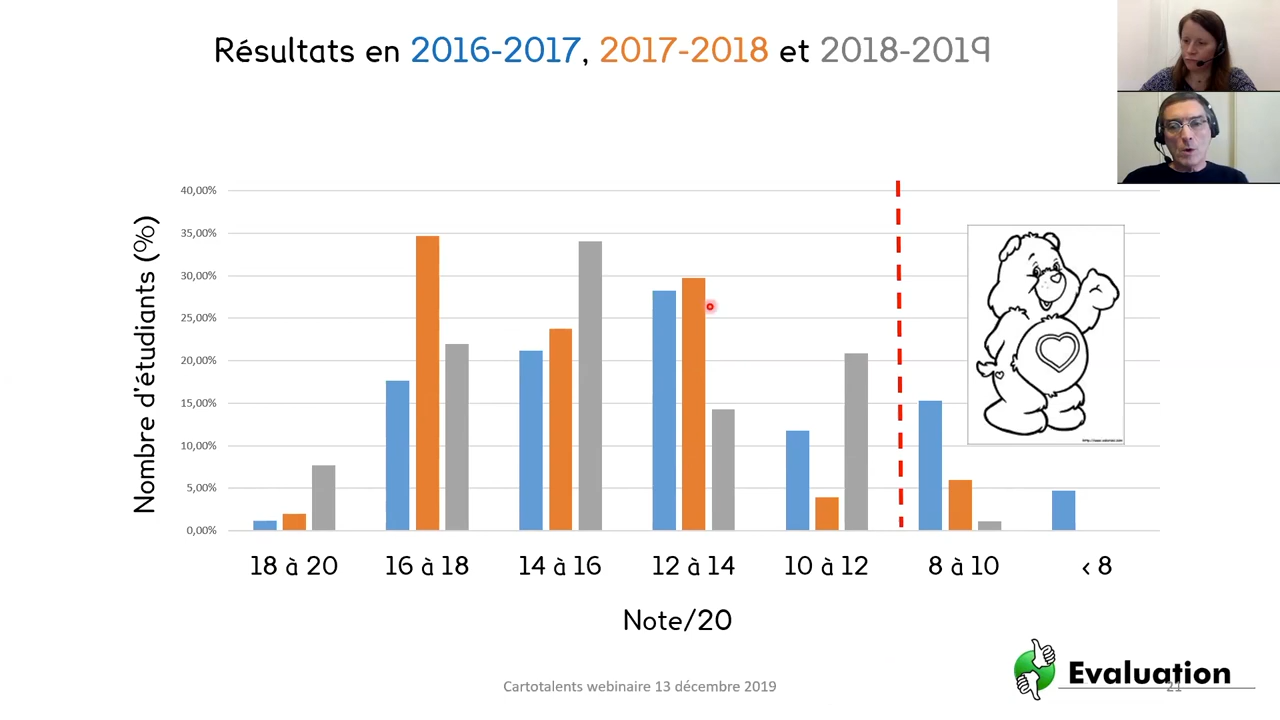 Résultats en 2016-2017, 2017-2018 et 2018-2019
Nombre d'étudiants (%)
40,00%
35,00%
30,00%
25,00%
20,00%
15,00%
10,00%
5,00%
0,00%
18 à 20
16 à 18
14 à 16
12 à 14
10 à 12
8 à 10
< 8
Note/20
Evaluation
Cartotalents webinaire 13 décembre 2019
21